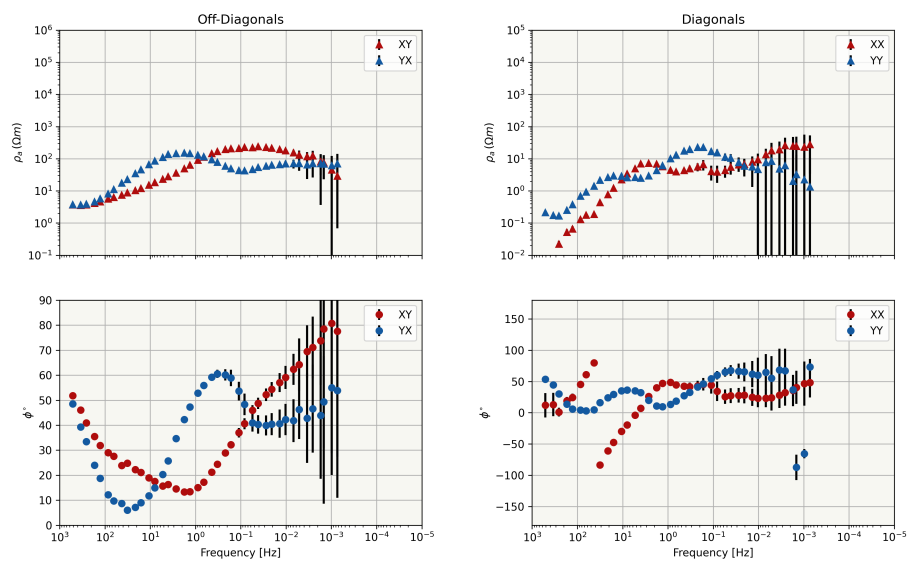 Off-Diagonals
10⁶
10⁵
10⁴
10³
10²
10¹
10⁰
10⁻¹
ρₐ (Ωm)
XY
YX
Diagonals
10⁵
10⁴
10³
10²
10¹
10⁰
10⁻¹
10⁻²
ρₐ (Ωm)
XX
YY
90
80
70
60
50
40
30
20
10
0
ϕ°
XY
YX
10³ 10² 10¹ 10⁰ 10⁻¹ 10⁻² 10⁻³ 10⁻⁴ 10⁻⁵
Frequency [Hz]
150
100
50
0
−50
−100
−150
ϕ°
XX
YY
10³ 10² 10¹ 10⁰ 10⁻¹ 10⁻² 10⁻³ 10⁻⁴ 10⁻⁵
Frequency [Hz]